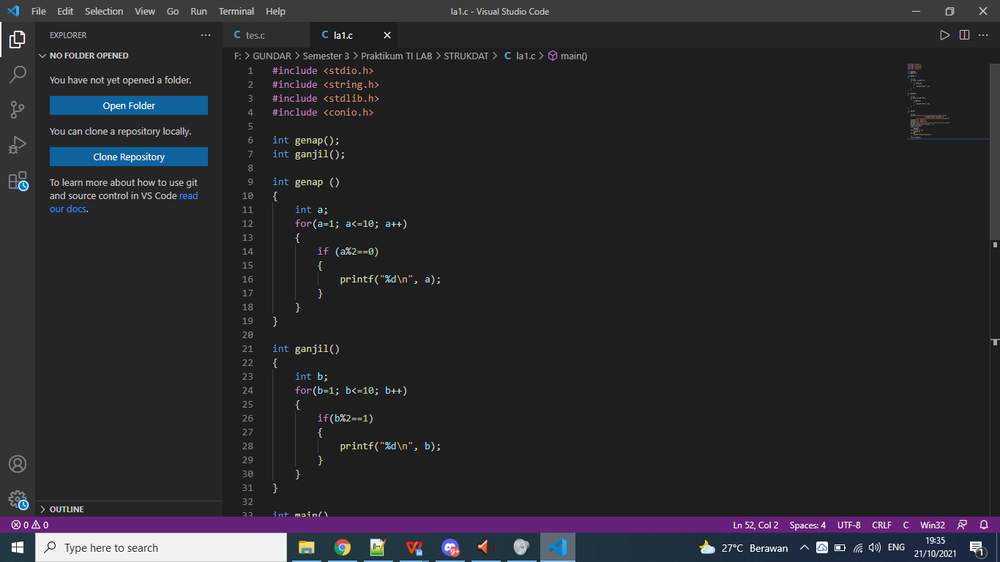 File Edit Selection View Go Run Terminal Help
la1.c - Visual Studio Code
EXPLORER
NO FOLDER OPENED
You have not yet opened a folder.
Open Folder
You can clone a repository locally.
Clone Repository
To learn more about how to use git
and source control in VS Code read
our docs.
OUTLINE
C tes.c
C la1.c
F: > GUNDAR > Semester 3 > Praktikum TI LAB > STRUKDAT > C la1.c > main()
1 #include <stdio.h>
2 #include <string.h>
3 #include <stdlib.h>
4 #include <conio.h>
5
6 int genap();
7 int ganjil();
8
9 int genap ()
10 {
11 int a;
12 for(a=1; a<=10; a++)
13 {
14 if (a%2==0)
15 {
16 printf("%d\n", a);
17 }
18 }
19 }
20
21 int ganjil()
22 {
23 int b;
24 for(b=1; b<=10; b++)
25 {
26 if(b%2==1)
27 {
28 printf("%d\n", b);
29 }
30 }
31 }
32
33 int main()
0 0
Ln 52, Col 2 Spaces: 4 UTF-8 CRLF C Win32
Type here to search
9+
27°C Berawan
ENG
19:35
21/10/2021
1